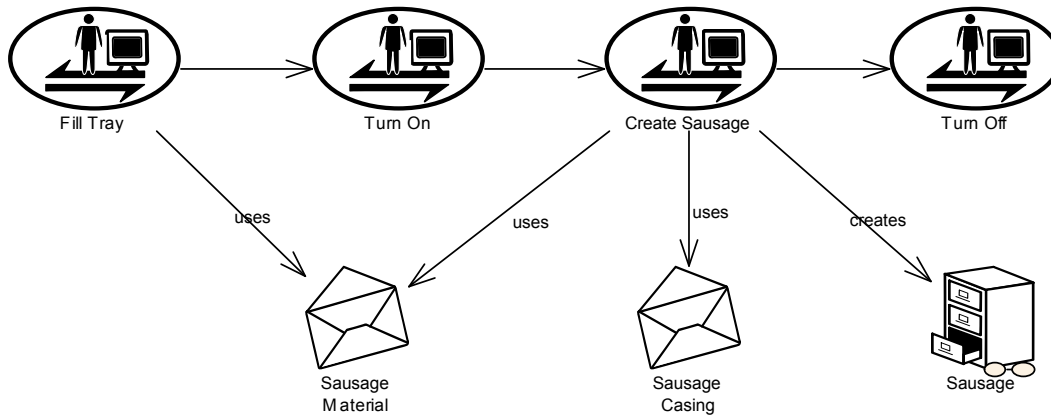 Fill Tray
Turn On
Create Sausage
Turn Off
uses
uses
uses
creates
Sausage
Material
Sausage
Casing
Sausage